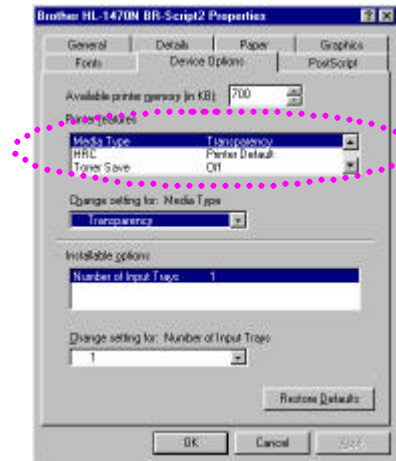 Brother HL-1470N BR-Script2 Properties
General Details Paper Graphics
Fonts Device Options PostScript
Available printer memory (in KB): 700
Printer features
Media Type Transparency
HRC Printer Default
Toner Save Off
Change setting for: Media Type
Transparency
Installable options
Number of Input Trays 1
Change setting for: Number of Input Trays
1
Restore Defaults
OK Cancel Apply